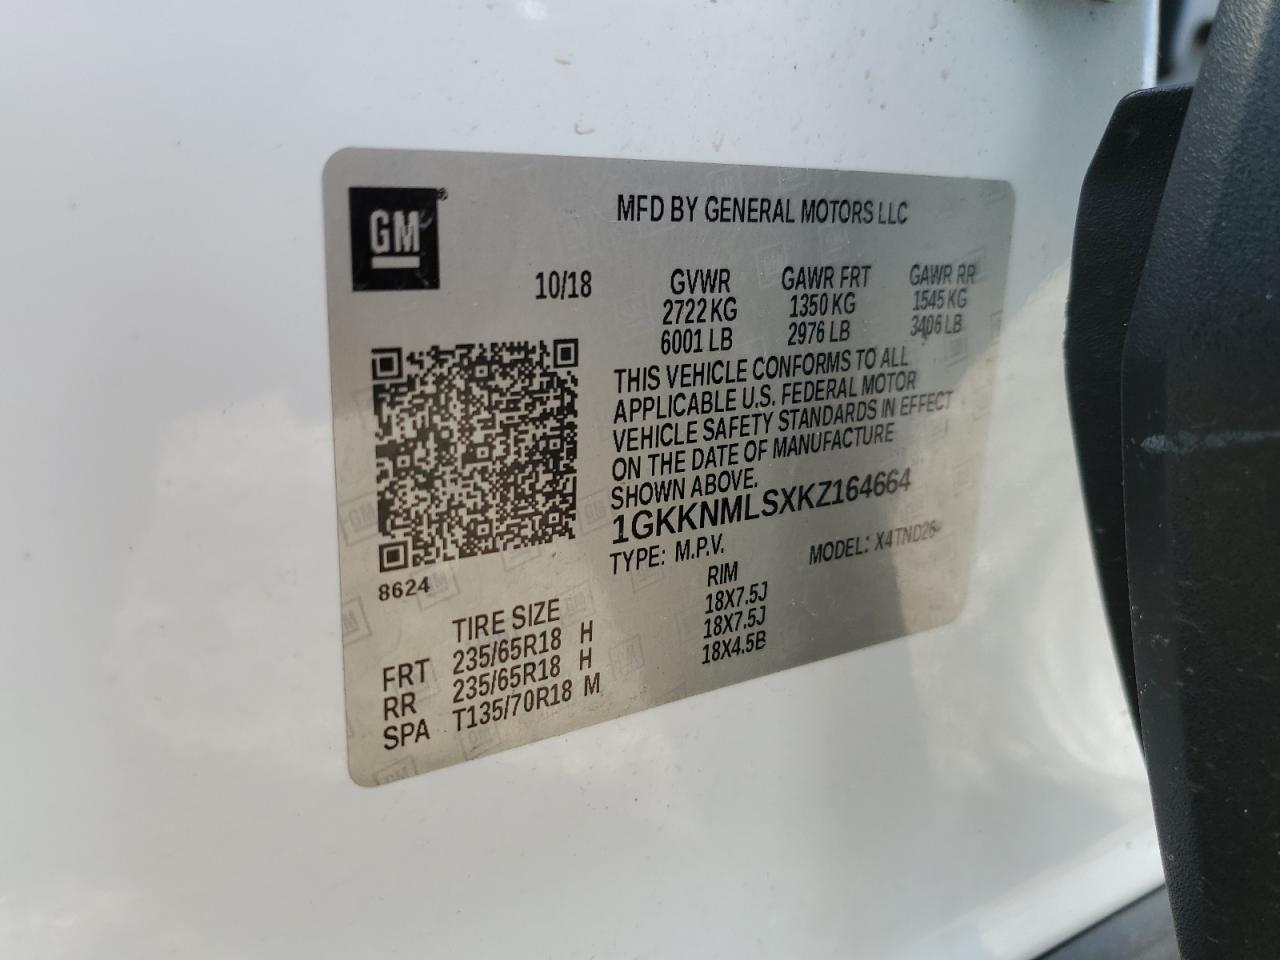 GM®
MFD BY GENERAL MOTORS LLC
10/18 GVWR GAWR FRT GAWR RR
2722 KG 1350 KG 1545 KG
6001 LB 2976 LB 3406 LB
THIS VEHICLE CONFORMS TO ALL
APPLICABLE U.S. FEDERAL MOTOR
VEHICLE SAFETY STANDARDS IN EFFECT
ON THE DATE OF MANUFACTURE
SHOWN ABOVE.
1GKKNMLSXKZ164664
TYPE: M.P.V. MODEL: X4TND26
8624
TIRE SIZE RIM
FRT 235/65R18 H 18X7.5J
RR 235/65R18 H 18X7.5J
SPA T135/70R18 M 18X4.5B